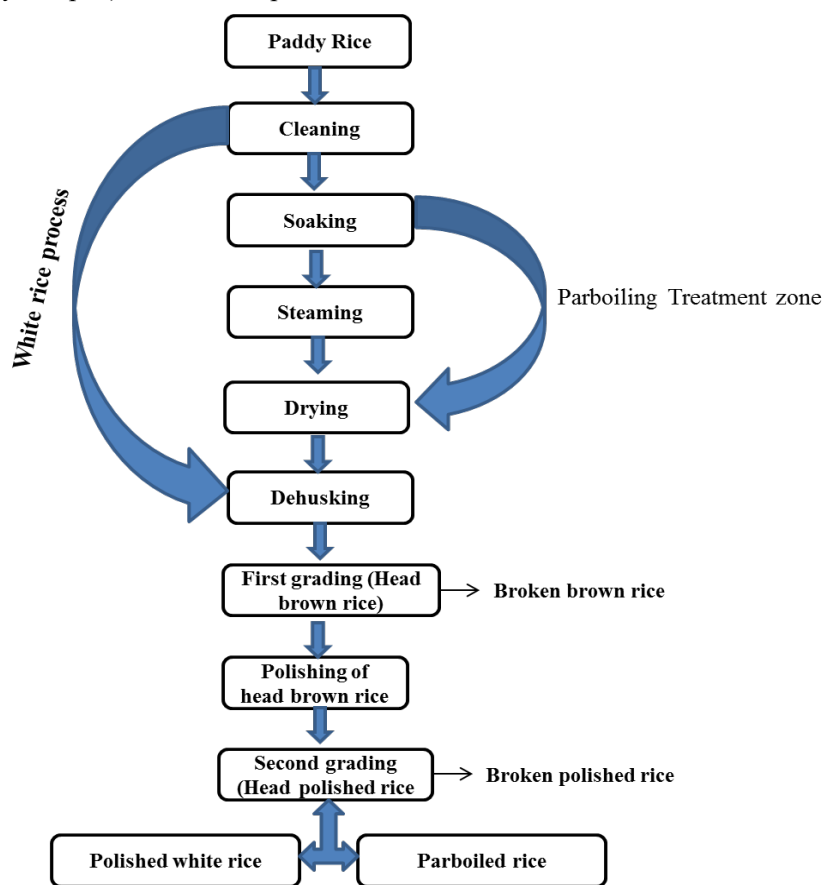 Paddy Rice
Cleaning
White rice process
Soaking
Parboiling Treatment zone
Steaming
Drying
Dehusking
First grading (Head
brown rice)
Broken brown rice
Polishing of
head brown rice
Second grading
(Head polished rice
Broken polished rice
Polished white rice
Parboiled rice